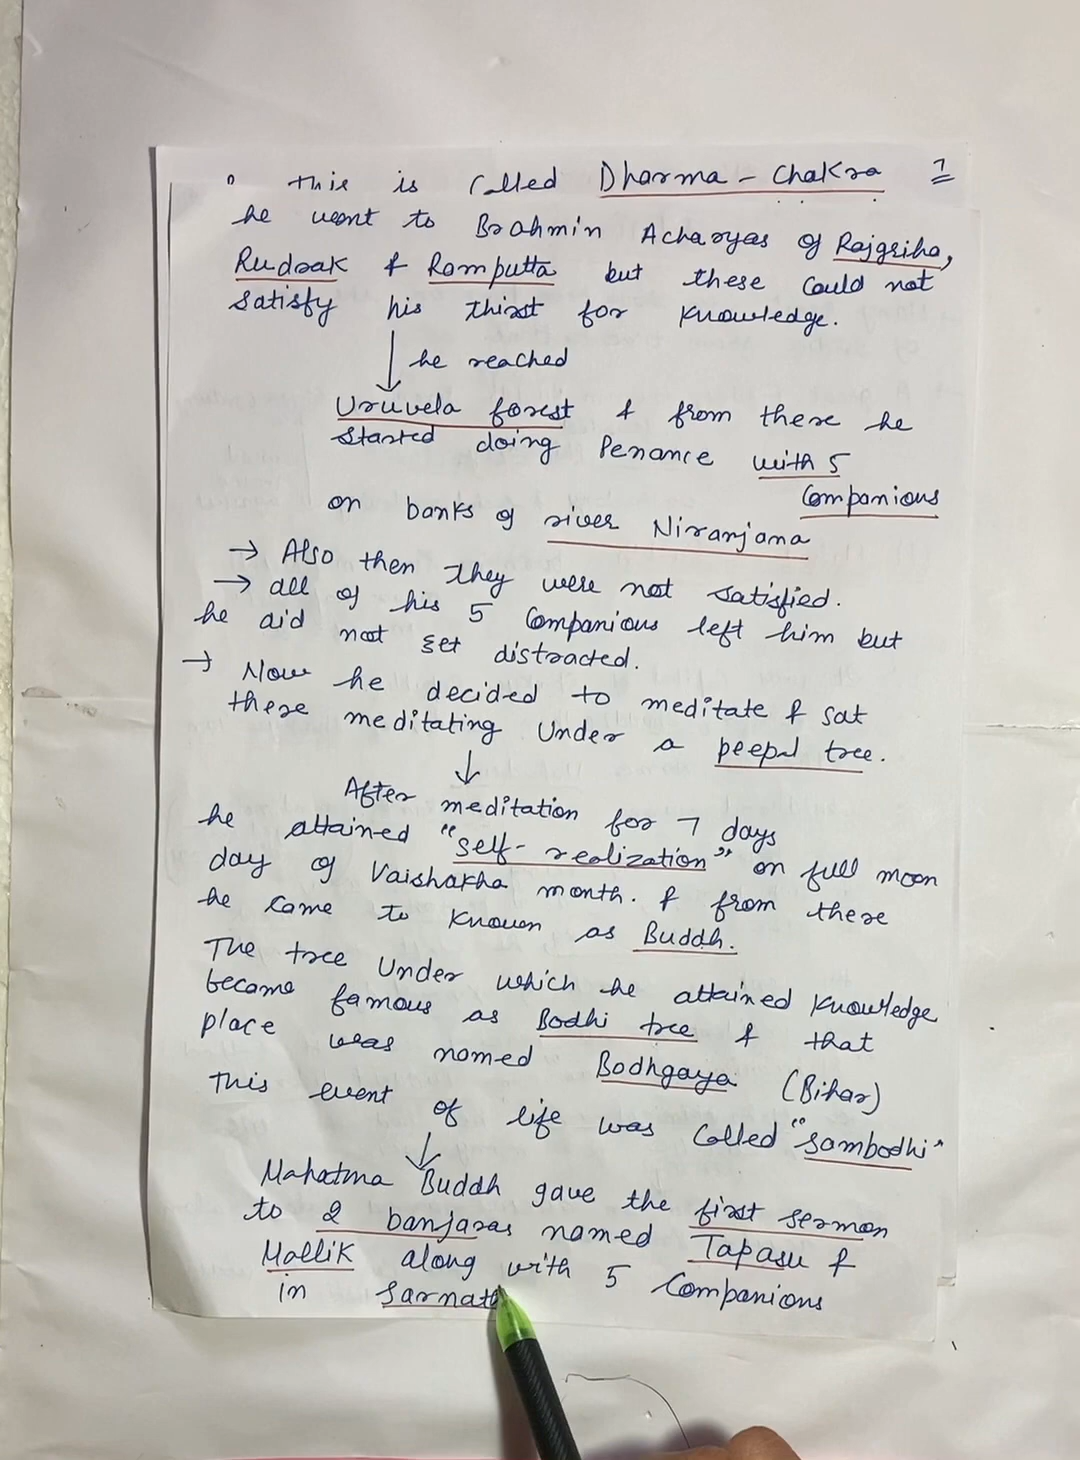 ° this is called Dharma - Chakra ?
he went to Brahmin Acharyas of Rajgriha,
Rudrak & Ramputta but these could not
satisfy his thirst for knowledge.
↓ he reached
Uruvela forest & from there he
started doing Penance with 5
companions
on banks of river Niranjana
→ Also then they were not satisfied.
→ all of his 5 companions left him but
he did not get distracted.
→ Now he decided to meditate & sat
there meditating under a peepal tree.
↓
After meditation for 7 days
he attained "self-realization" on full moon
day of Vaishakha month. & from there
he came to known as Buddh.
The tree under which he attained knowledge
became famous as Bodhi tree & that
place was named Bodhgaya (Bihar)
This event of life was called "sambodhi"
↓
Mahatma Buddh gave the first sermon
to 2 banjaras named Tapasu &
Mallik along with 5 companions
in Sarnath